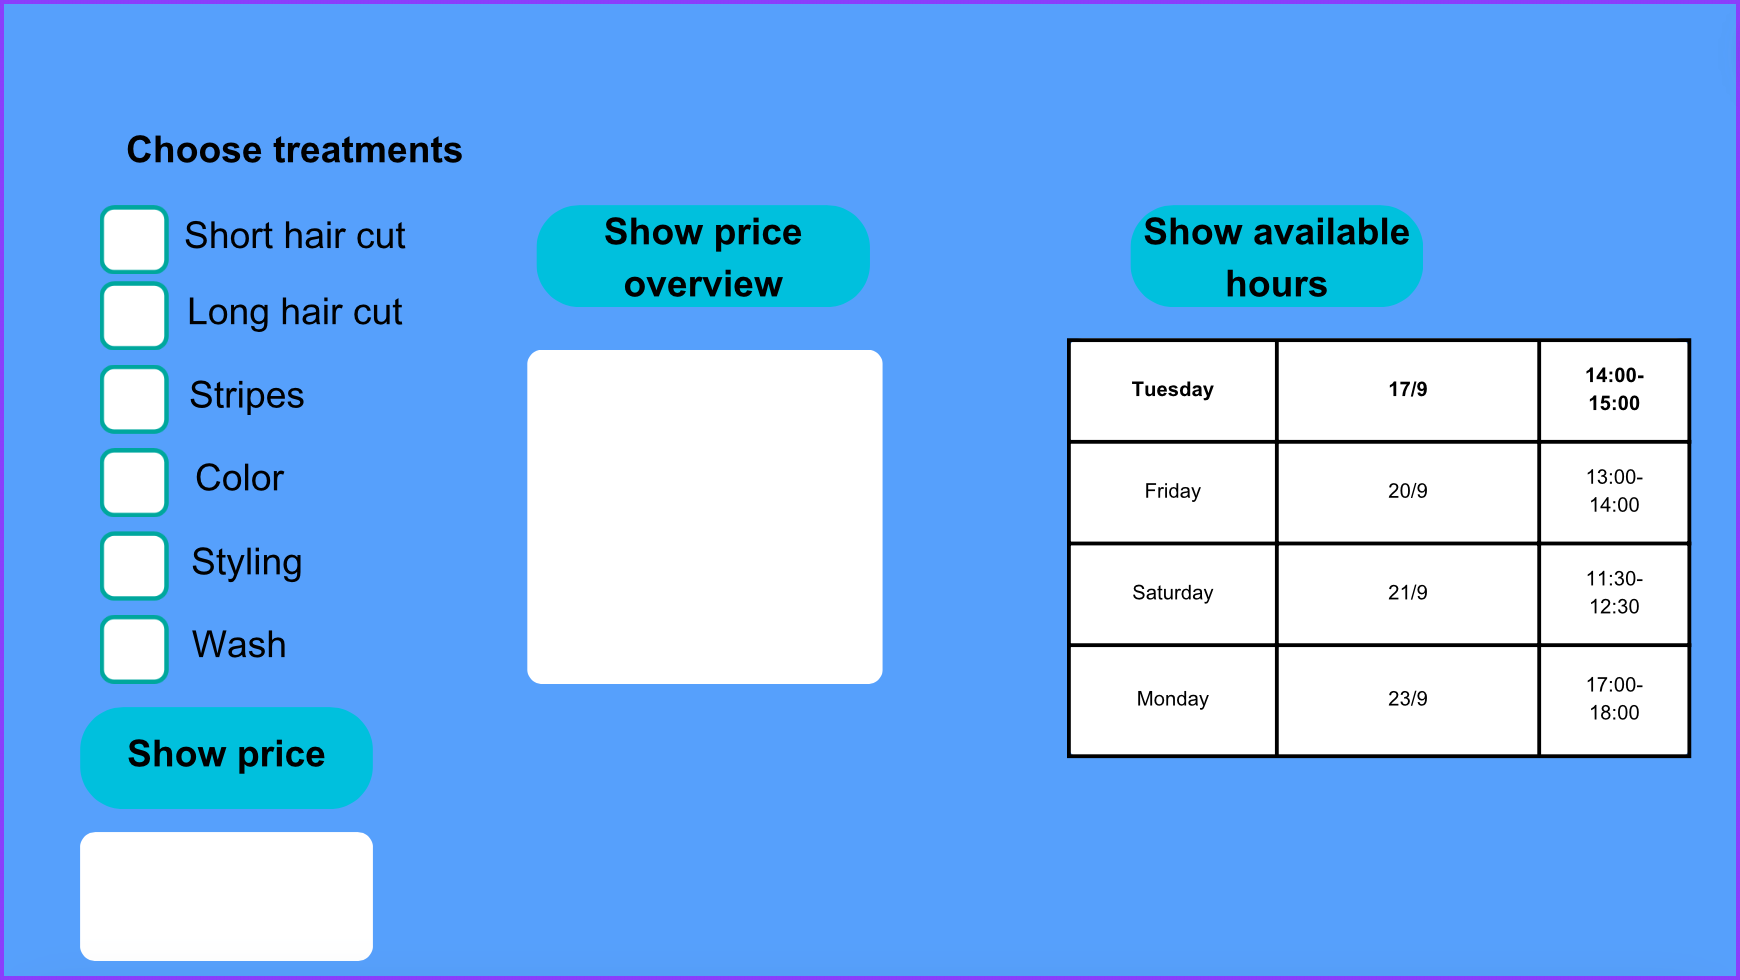 Choose treatments
Short hair cut
Long hair cut
Stripes
Color
Styling
Wash
Show price
Show price
overview
Show available
hours
Tuesday 17/9 14:00-
15:00
Friday 20/9 13:00-
14:00
Saturday 21/9 11:30-
12:30
Monday 23/9 17:00-
18:00